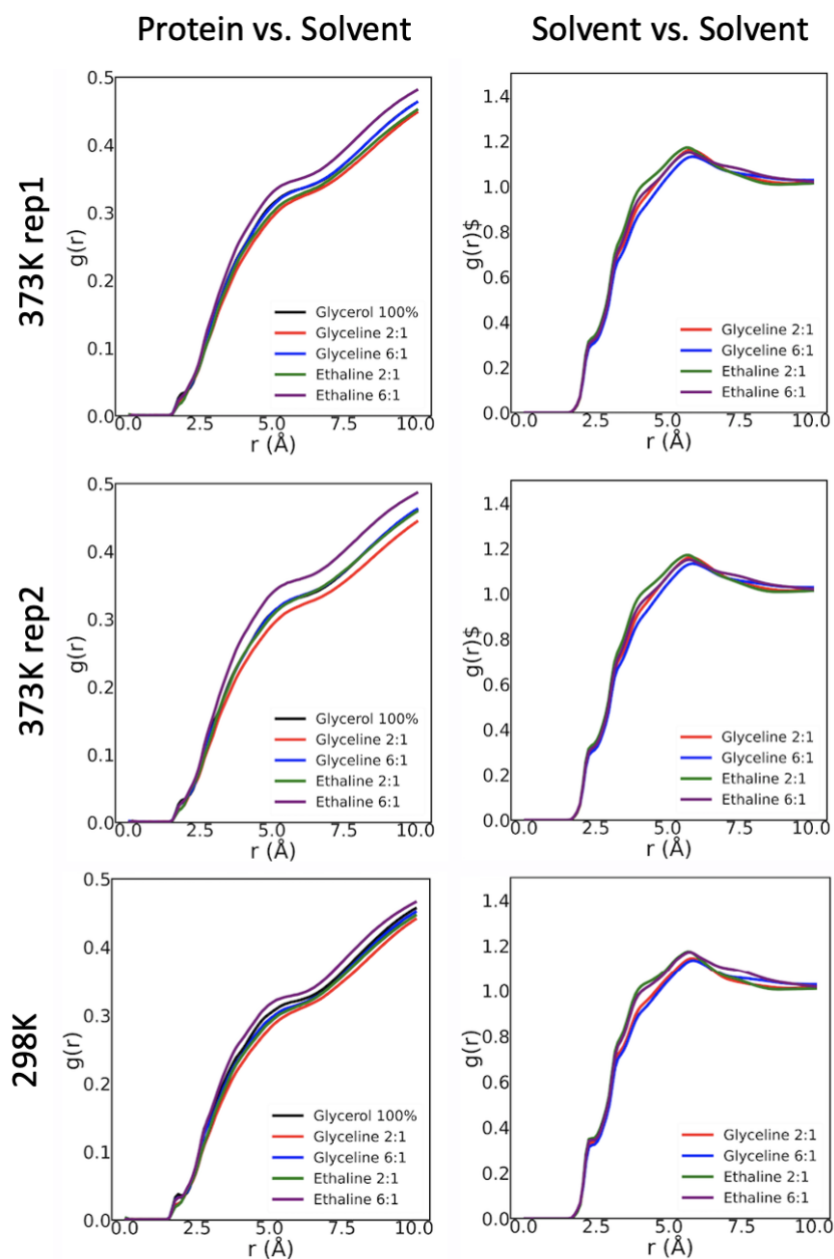 Protein vs. Solvent
Solvent vs. Solvent
373K rep1
0.5
0.4
0.3
0.2
0.1
0.0
g(r)
Glycerol 100%
Glyceline 2:1
Glyceline 6:1
Ethaline 2:1
Ethaline 6:1
0.0 2.5 5.0 7.5 10.0
r (Å)
1.4
1.2
1.0
0.8
0.6
0.4
0.2
0.0
g(r)$
Glyceline 2:1
Glyceline 6:1
Ethaline 2:1
Ethaline 6:1
0.0 2.5 5.0 7.5 10.0
r (Å)
373K rep2
0.5
0.4
0.3
0.2
0.1
0.0
g(r)
Glycerol 100%
Glyceline 2:1
Glyceline 6:1
Ethaline 2:1
Ethaline 6:1
0.0 2.5 5.0 7.5 10.0
r (Å)
1.4
1.2
1.0
0.8
0.6
0.4
0.2
0.0
g(r)$
Glyceline 2:1
Glyceline 6:1
Ethaline 2:1
Ethaline 6:1
0.0 2.5 5.0 7.5 10.0
r (Å)
298K
0.5
0.4
0.3
0.2
0.1
0.0
g(r)
Glycerol 100%
Glyceline 2:1
Glyceline 6:1
Ethaline 2:1
Ethaline 6:1
0.0 2.5 5.0 7.5 10.0
r (Å)
1.4
1.2
1.0
0.8
0.6
0.4
0.2
0.0
g(r)
Glyceline 2:1
Glyceline 6:1
Ethaline 2:1
Ethaline 6:1
0.0 2.5 5.0 7.5 10.0
r (Å)